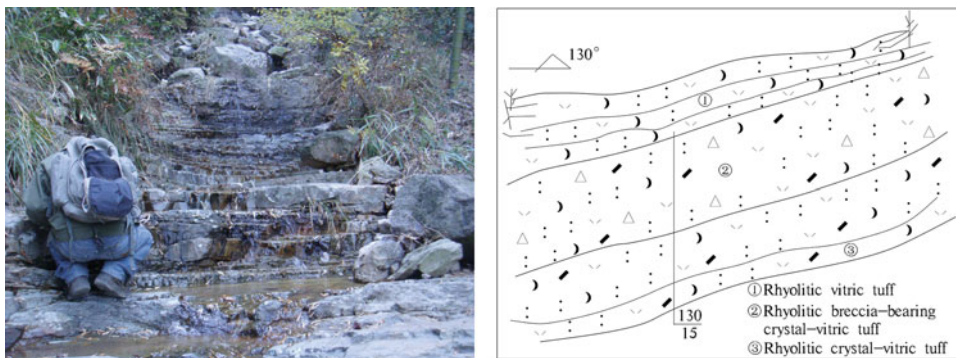 130°
①
②
③
130
15
①Rhyolitic vitric tuff
②Rhyolitic breccia—bearing
crystal—vitric tuff
③Rhyolitic crystal—vitric tuff